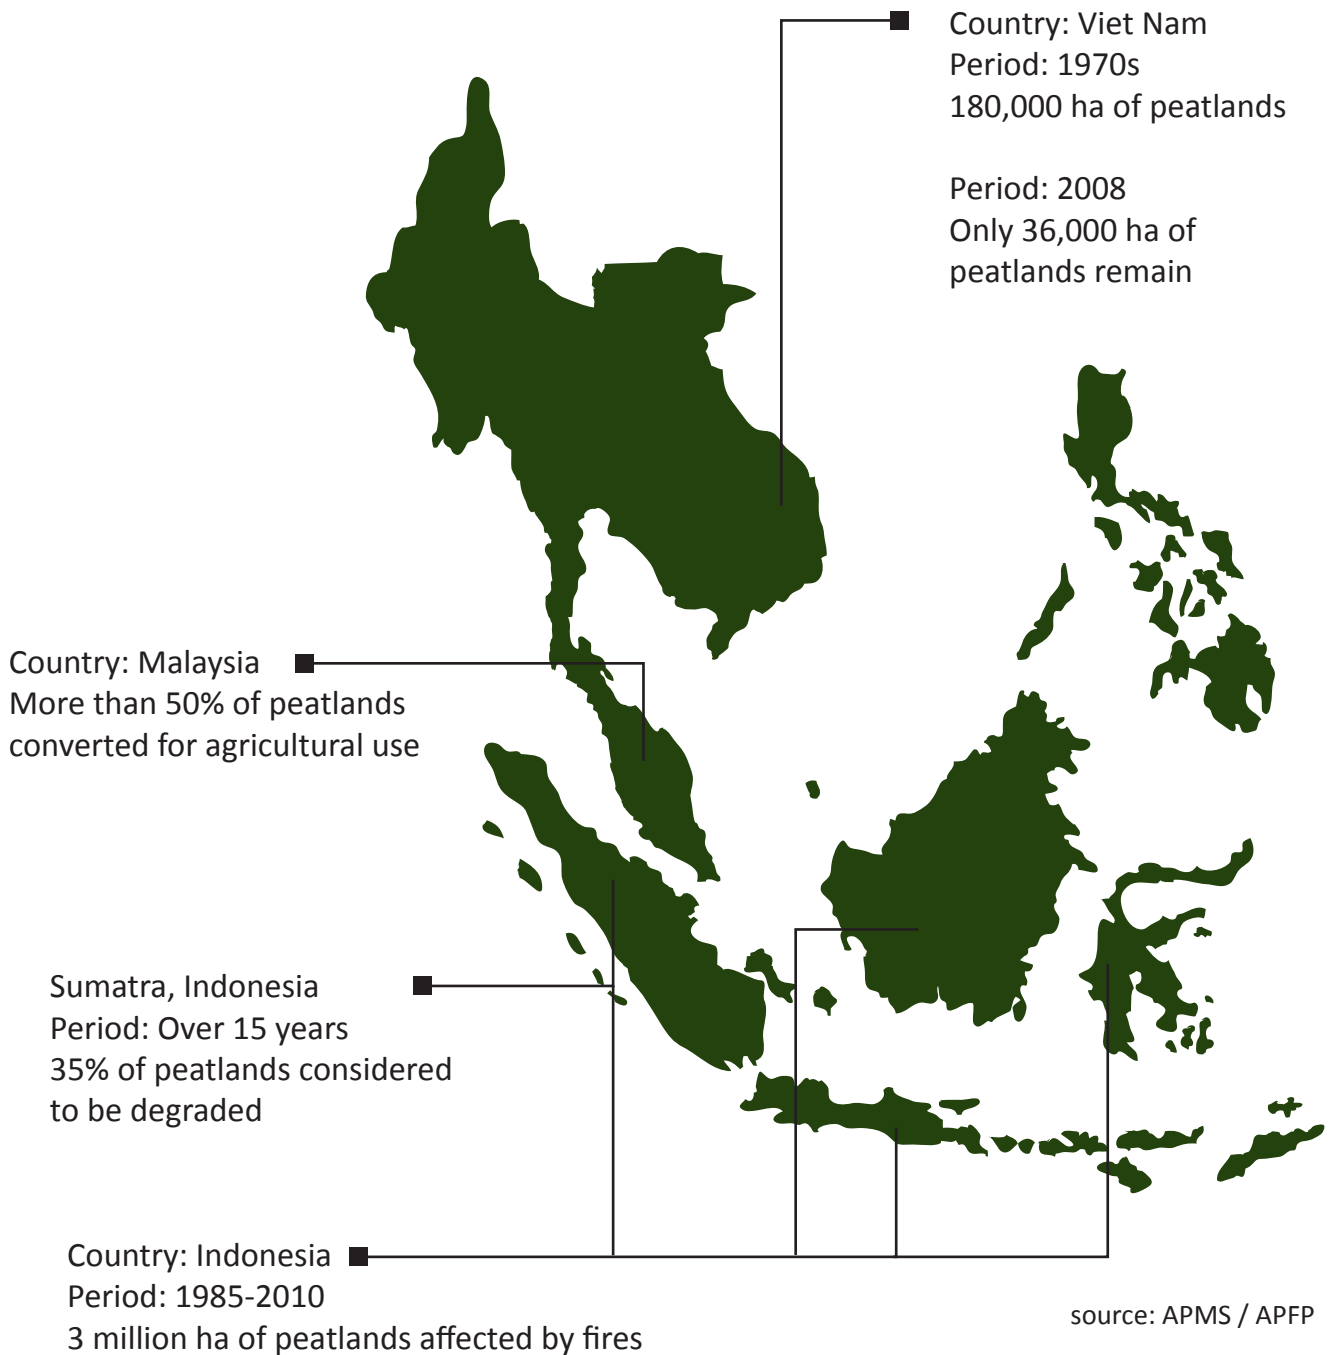 Country: Viet Nam
Period: 1970s
180,000 ha of peatlands
Period: 2008
Only 36,000 ha of
peatlands remain
Country: Malaysia
More than 50% of peatlands
converted for agricultural use
Sumatra, Indonesia
Period: Over 15 years
35% of peatlands considered
to be degraded
Country: Indonesia
Period: 1985-2010
3 million ha of peatlands affected by fires
source: APMS / APFP